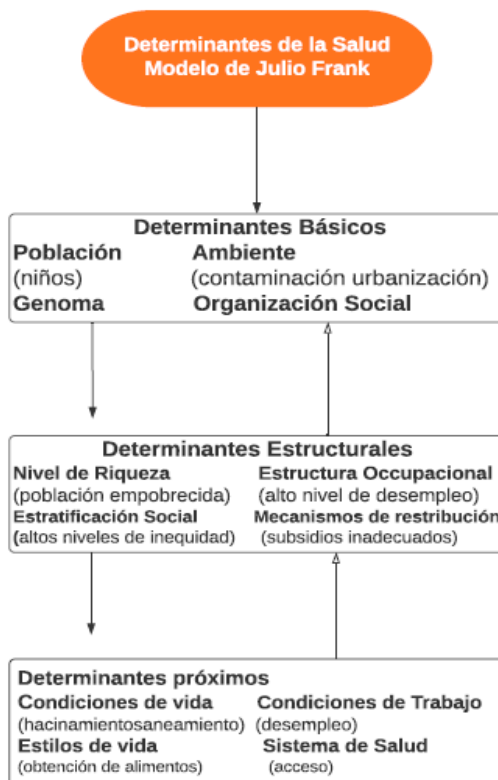 Determinantes de la Salud
Modelo de Julio Frank
Determinantes Básicos
Población Ambiente
(niños) (contaminación urbanización)
Genoma Organización Social
Determinantes Estructurales
Nivel de Riqueza Estructura Occupacional
(población empobrecida) (alto nivel de desempleo)
Estratificación Social Mecanismos de restribución
(altos niveles de inequidad) (subsidios inadecuados)
Determinantes próximos
Condiciones de vida Condiciones de Trabajo
(hacinamientosaneamiento) (desempleo)
Estilos de vida Sistema de Salud
(obtención de alimentos) (acceso)